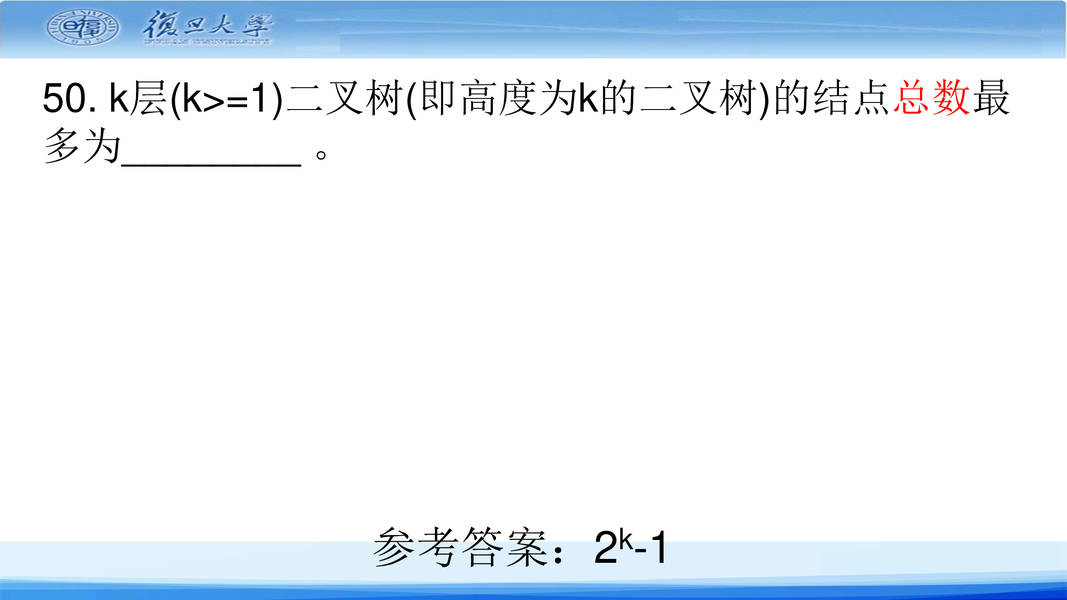 復旦大學
FUDAN UNIVERSITY
50. k层(k>=1)二叉树(即高度为k的二叉树)的结点总数最
多为________ 。
参考答案：2ᵏ-1